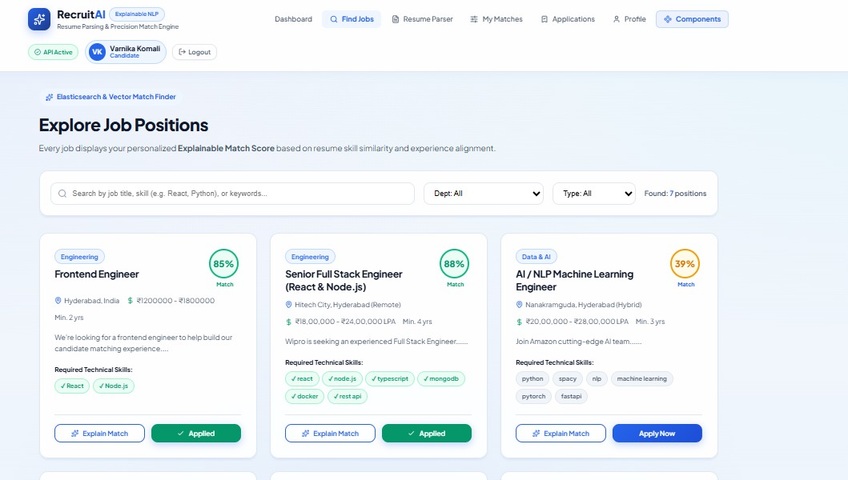 RecruitAI Explainable NLP
Resume Parsing & Precision Match Engine
Dashboard Find Jobs Resume Parser My Matches Applications Profile Components
API Active VK Varnika Komali Candidate Logout
Elasticsearch & Vector Match Finder
Explore Job Positions
Every job displays your personalized Explainable Match Score based on resume skill similarity and experience alignment.
Search by job title, skill (e.g. React, Python), or keywords... Dept: All Type: All Found: 7 positions
Engineering
85%
Match
Frontend Engineer
Hyderabad, India $ ₹1200000 - ₹1800000
Min. 2 yrs
We're looking for a frontend engineer to help build our
candidate matching experience....
Required Technical Skills:
✓ React ✓ Node.js
Explain Match ✓ Applied
Engineering
88%
Match
Senior Full Stack Engineer
(React & Node.js)
Hitech City, Hyderabad (Remote)
$ ₹18,00,000 - ₹24,00,000 LPA Min. 4 yrs
Wipro is seeking an experienced Full Stack Engineer......
Required Technical Skills:
✓ react ✓ node.js ✓ typescript ✓ mongodb
✓ docker ✓ rest api
Explain Match ✓ Applied
Data & AI
39%
Match
AI / NLP Machine Learning
Engineer
Nanakramguda, Hyderabad (Hybrid)
$ ₹20,00,000 - ₹28,00,000 LPA Min. 3 yrs
Join Amazon cutting-edge AI team......
Required Technical Skills:
python spacy nlp machine learning
pytorch fastapi
Explain Match Apply Now